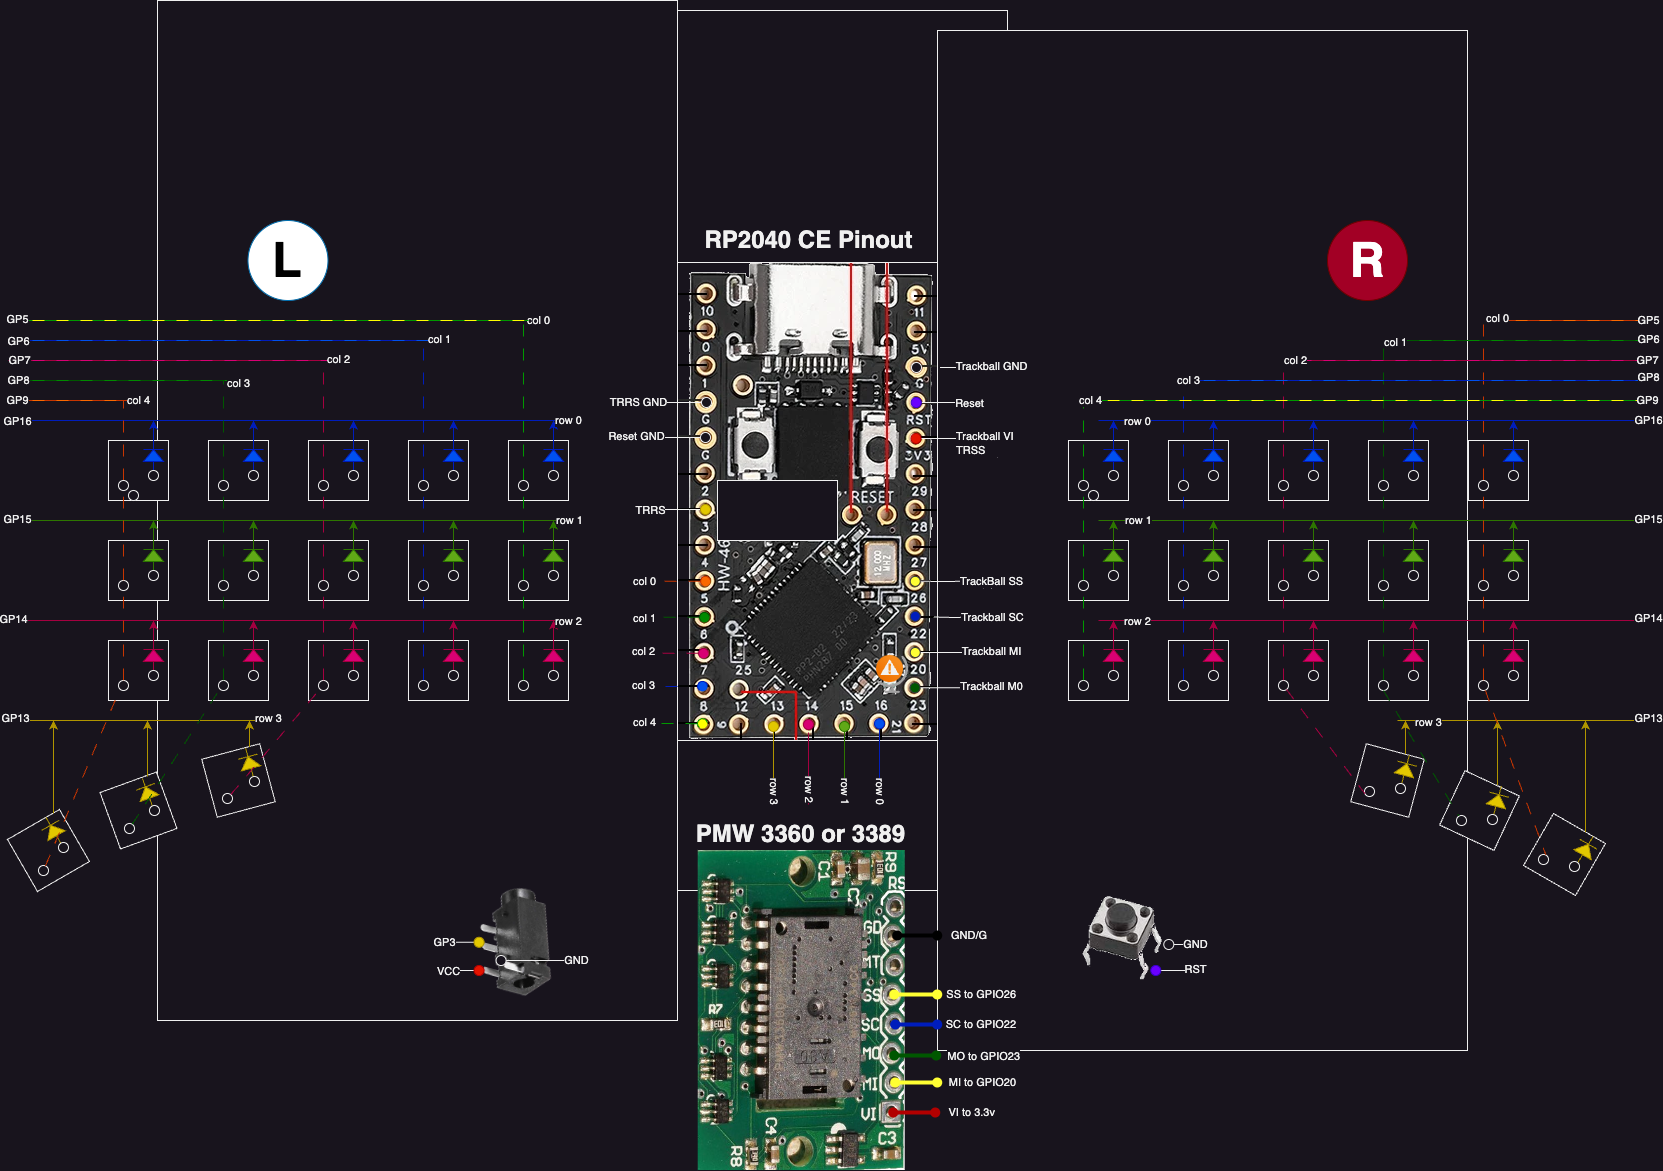 L
R
RP2040 CE Pinout
GP5
col 0
GP6
col 1
GP7
col 2
GP8
col 3
GP9
col 4
GP16
row 0
GP15
row 1
GP14
row 2
GP13
row 3
col 0
GP5
col 1
GP6
col 2
GP7
col 3
GP8
col 4
GP9
row 0
GP16
row 1
GP15
row 2
GP14
row 3
GP13
TRRS GND
Reset GND
TRRS
col 0
col 1
col 2
col 3
col 4
10
0
1
G
G
2
3
4
5
6
7
8
9
11
5V
G
RST
3V3
29
28
27
26
22
20
23
21
RESET
HW-46
12.000
MHZ
25
12
13
14
15
16
Trackball GND
Reset
Trackball VI
TRSS
TrackBall SS
Trackball SC
Trackball MI
Trackball M0
row 3
row 2
row 1
row 0
PMW 3360 or 3389
C1
R9
RS
GD
MT
SS
SC
MO
MI
VI
R7
C4
R8
C3
GND/G
SS to GPIO26
SC to GPIO22
MO to GPIO23
MI to GPIO20
VI to 3.3v
GP3
VCC
GND
GND
RST